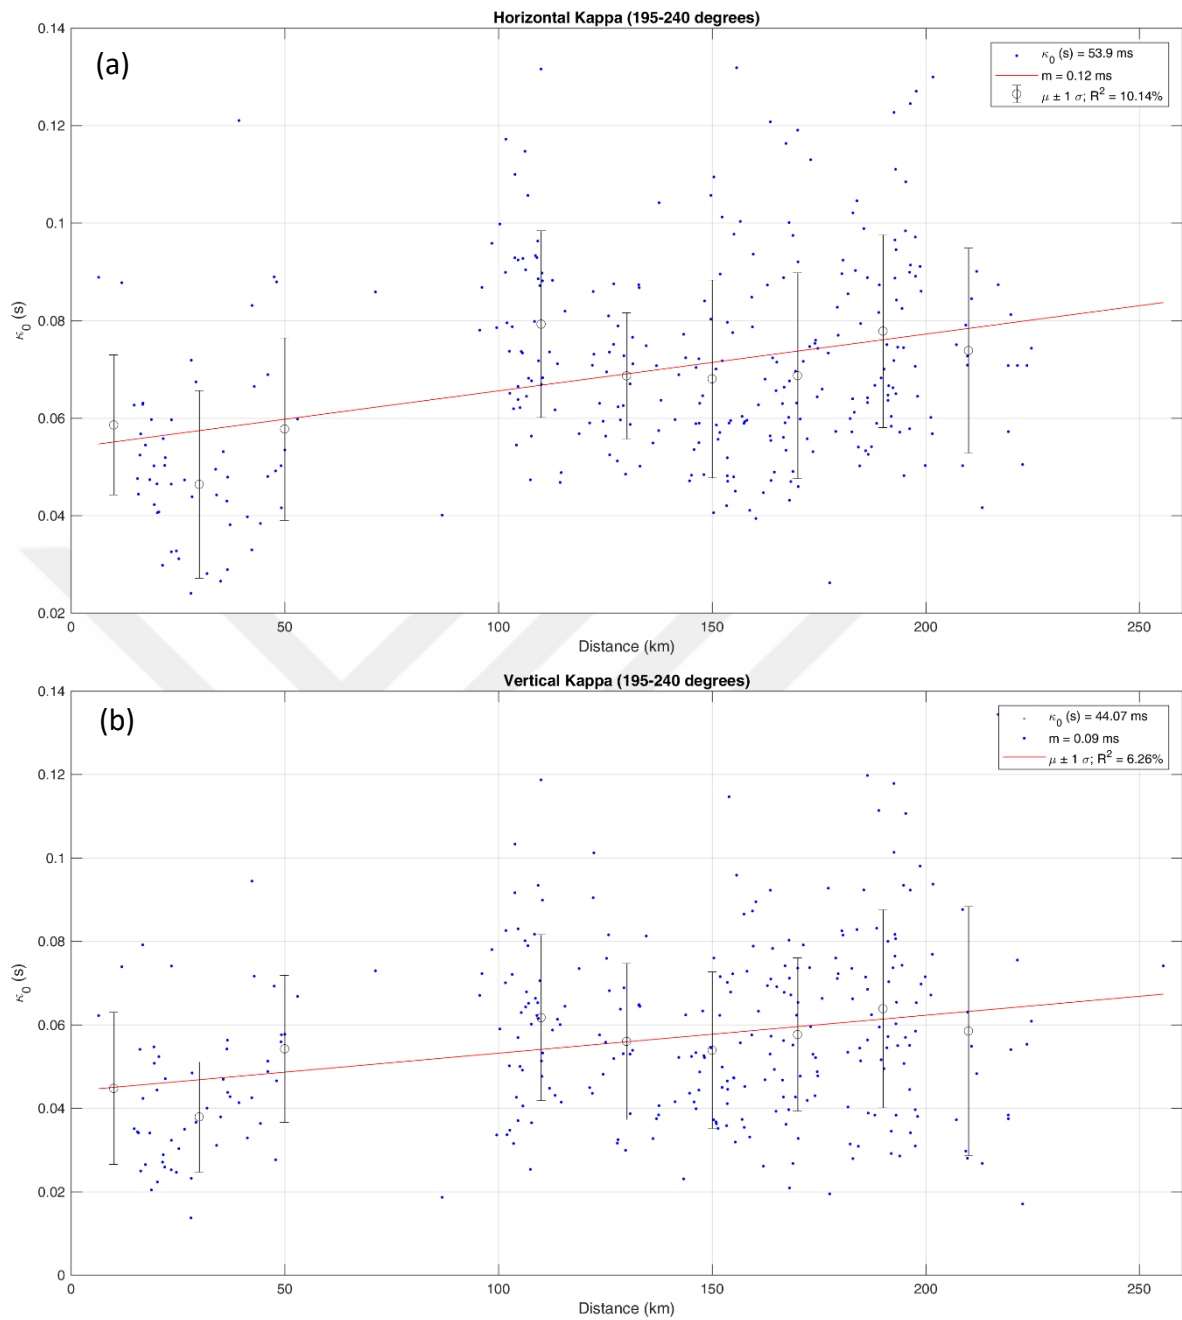 Horizontal Kappa (195-240 degrees)
(a)
κ₀ (s) = 53.9 ms
m = 0.12 ms
μ ± 1 σ; R² = 10.14%
0.14
0.12
0.1
0.08
0.06
0.04
0.02
κ₀ (s)
0 50 100 150 200 250
Distance (km)
Vertical Kappa (195-240 degrees)
(b)
κ₀ (s) = 44.07 ms
m = 0.09 ms
μ ± 1 σ; R² = 6.26%
0.14
0.12
0.1
0.08
0.06
0.04
0.02
0
κ₀ (s)
0 50 100 150 200 250
Distance (km)